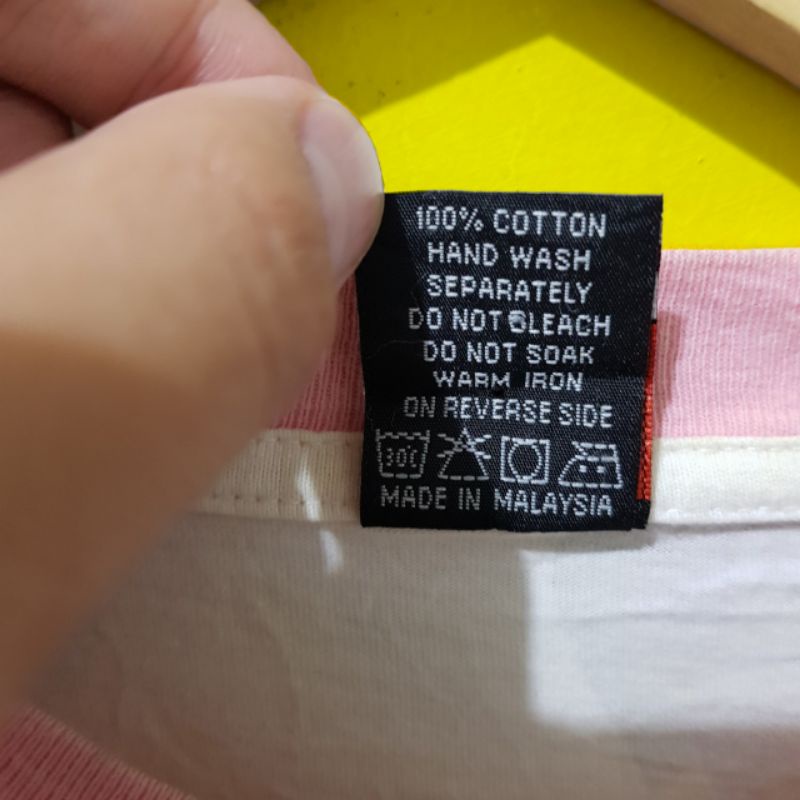 100% COTTON
HAND WASH
SEPARATELY
DO NOT BLEACH
DO NOT SOAK
WARM IRON
ON REVERSE SIDE
30°C
MADE IN MALAYSIA